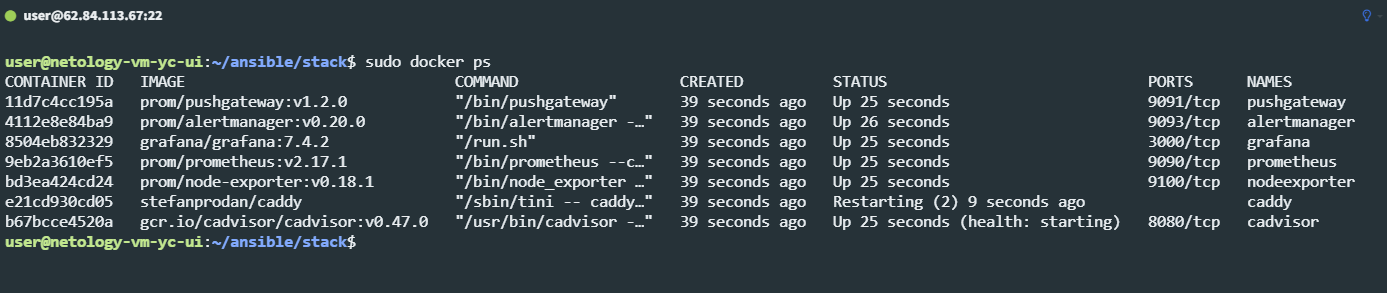 user@62.84.113.67:22
user@netology-vm-yc-ui:~/ansible/stack$ sudo docker ps
CONTAINER ID   IMAGE                             COMMAND                  CREATED          STATUS                             PORTS      NAMES
11d7c4cc195a   prom/pushgateway:v1.2.0           "/bin/pushgateway"       39 seconds ago   Up 25 seconds                      9091/tcp   pushgateway
4112e8e84ba9   prom/alertmanager:v0.20.0         "/bin/alertmanager -…"   39 seconds ago   Up 26 seconds                      9093/tcp   alertmanager
8504eb832329   grafana/grafana:7.4.2             "/run.sh"                39 seconds ago   Up 25 seconds                      3000/tcp   grafana
9eb2a3610ef5   prom/prometheus:v2.17.1           "/bin/prometheus --c…"   39 seconds ago   Up 25 seconds                      9090/tcp   prometheus
bd3ea424cd24   prom/node-exporter:v0.18.1        "/bin/node_exporter …"   39 seconds ago   Up 25 seconds                      9100/tcp   nodeexporter
e21cd930cd05   stefanprodan/caddy                "/sbin/tini -- caddy…"   39 seconds ago   Restarting (2) 9 seconds ago                  caddy
b67bcce4520a   gcr.io/cadvisor/cadvisor:v0.47.0   "/usr/bin/cadvisor -…"   39 seconds ago   Up 25 seconds (health: starting)   8080/tcp   cadvisor
user@netology-vm-yc-ui:~/ansible/stack$